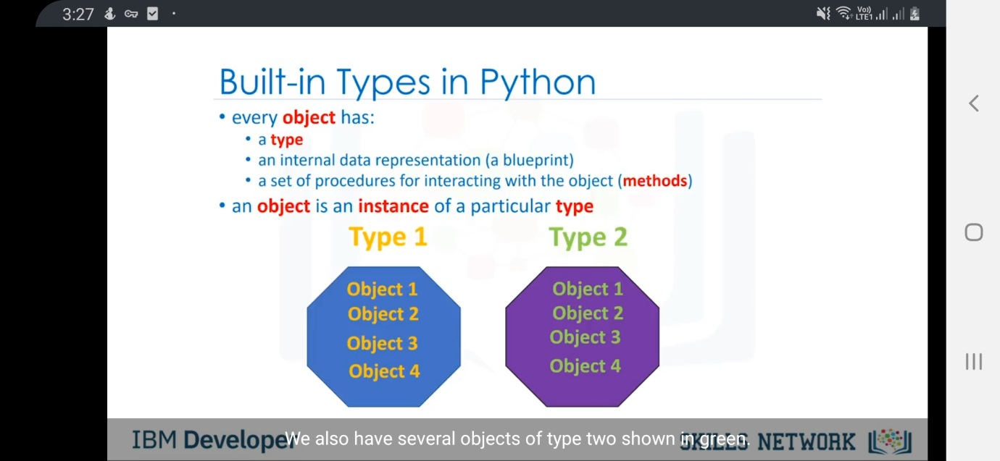 3:27
Vo))
LTE1
Built-in Types in Python
• every object has:
• a type
• an internal data representation (a blueprint)
• a set of procedures for interacting with the object (methods)
• an object is an instance of a particular type
Type 1
Object 1
Object 2
Object 3
Object 4
Type 2
Object 1
Object 2
Object 3
Object 4
IBM Developer
We also have several objects of type two shown in green.
SKILLS NETWORK